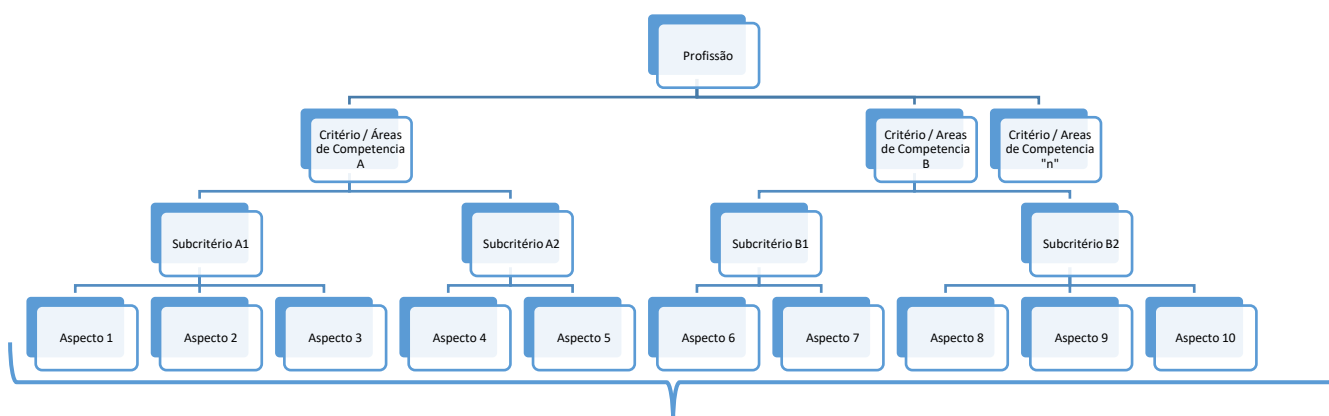 Profissão
Critério / Áreas
de Competencia
A
Critério / Areas
de Competencia
B
Critério / Areas
de Competencia
"n"
Subcritério A1
Subcritério A2
Subcritério B1
Subcritério B2
Aspecto 1
Aspecto 2
Aspecto 3
Aspecto 4
Aspecto 5
Aspecto 6
Aspecto 7
Aspecto 8
Aspecto 9
Aspecto 10